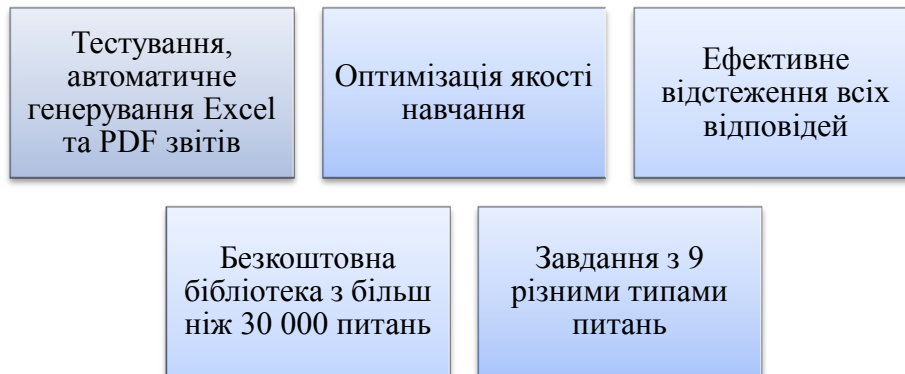 Тестування,
автоматичне
генерування Excel
та PDF звітів
Оптимізація якості
навчання
Ефективне
відстеження всіх
відповідей
Безкоштовна
бібліотека з більш
ніж 30 000 питань
Завдання з 9
різними типами
питань